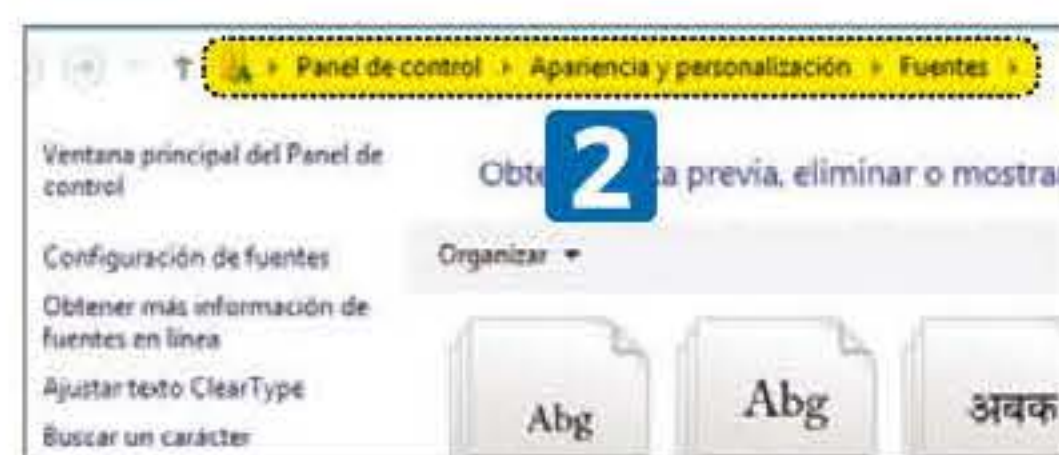 Panel de control Apariencia y personalización Fuentes
2
Ventana principal del Panel de
control
Obte a previa, eliminar o mostrar
Configuración de fuentes
Organizar
Obtener más información de
fuentes en línea
Ajustar texto ClearType
Buscar un carácter
Abg
Abg
अबक